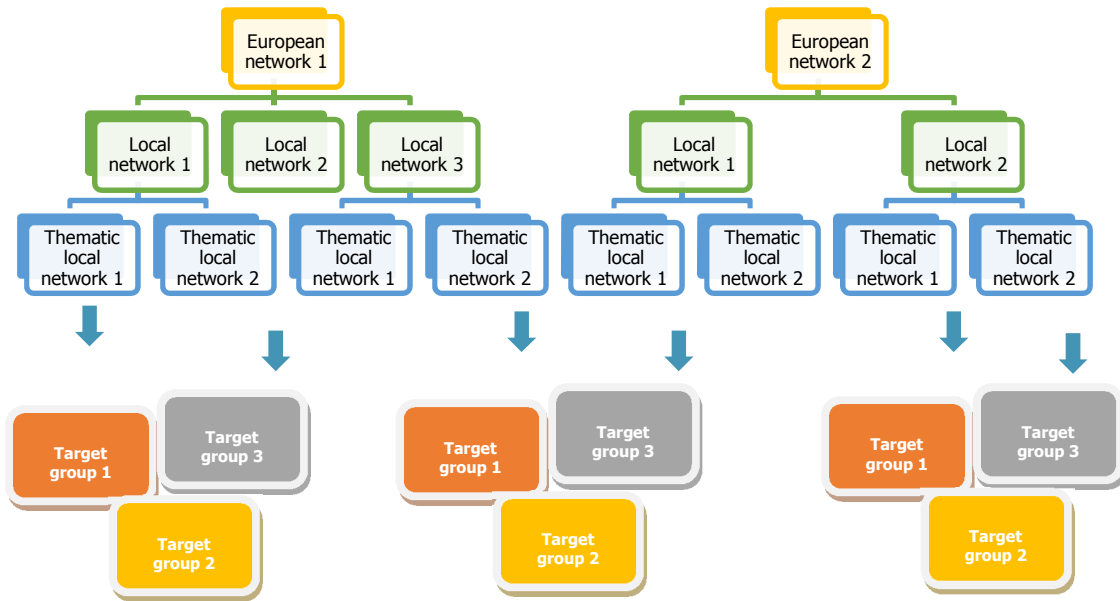 European
network 1
European
network 2
Local
network 1
Local
network 2
Local
network 3
Local
network 1
Local
network 2
Thematic
local
network 1
Thematic
local
network 2
Thematic
local
network 1
Thematic
local
network 2
Thematic
local
network 1
Thematic
local
network 2
Thematic
local
network 1
Thematic
local
network 2
Target
group 1
Target
group 3
Target
group 2
Target
group 1
Target
group 3
Target
group 2
Target
group 1
Target
group 3
Target
group 2